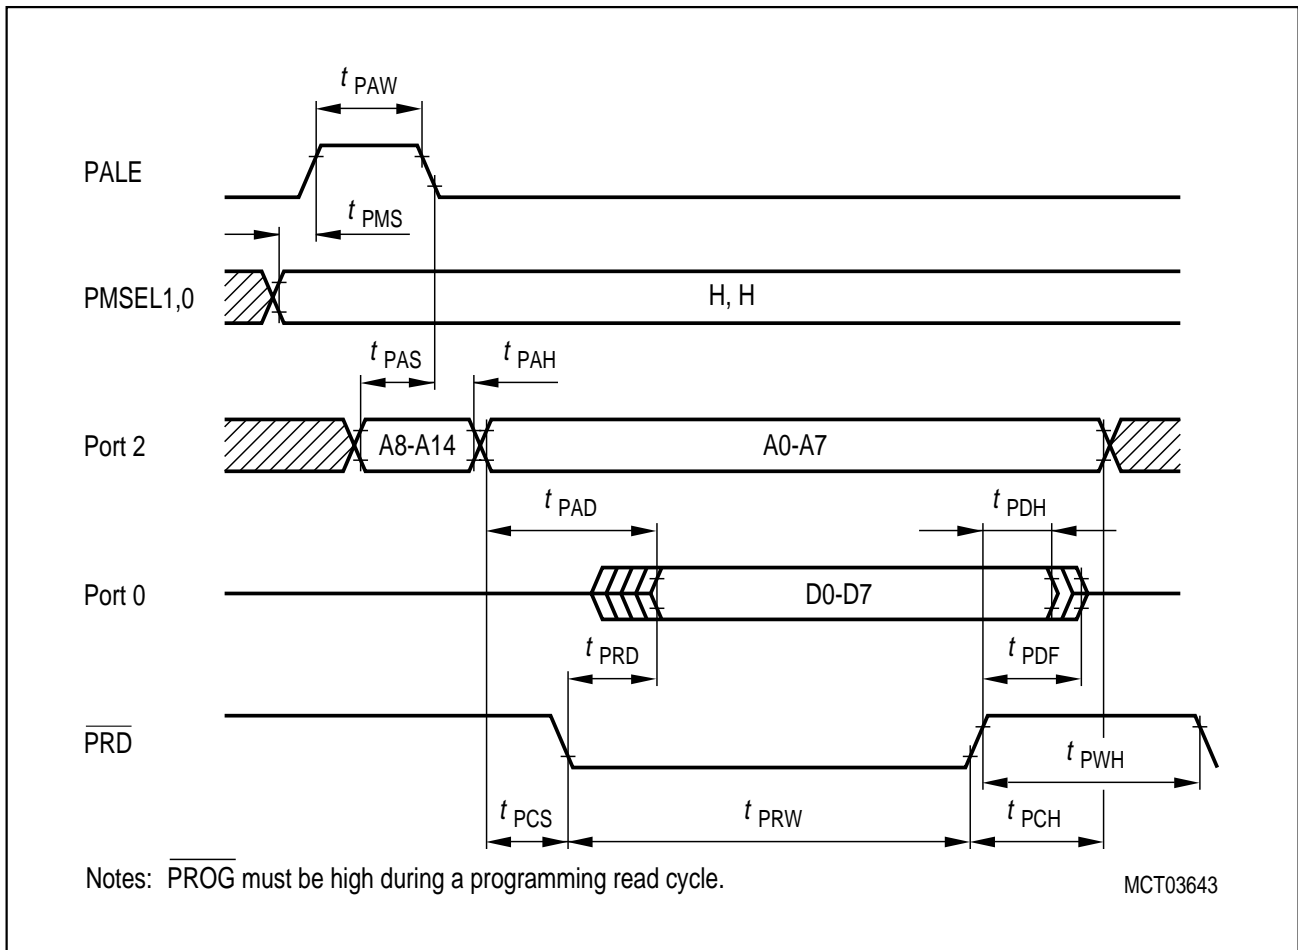 t PAW
PALE
t PMS
PMSEL1,0
H, H
t PAS
t PAH
Port 2
A8-A14
A0-A7
t PAD
t PDH
Port 0
D0-D7
t PRD
t PDF
PRD
t PWH
t PCS
t PRW
t PCH
Notes: PROG must be high during a programming read cycle.
MCT03643